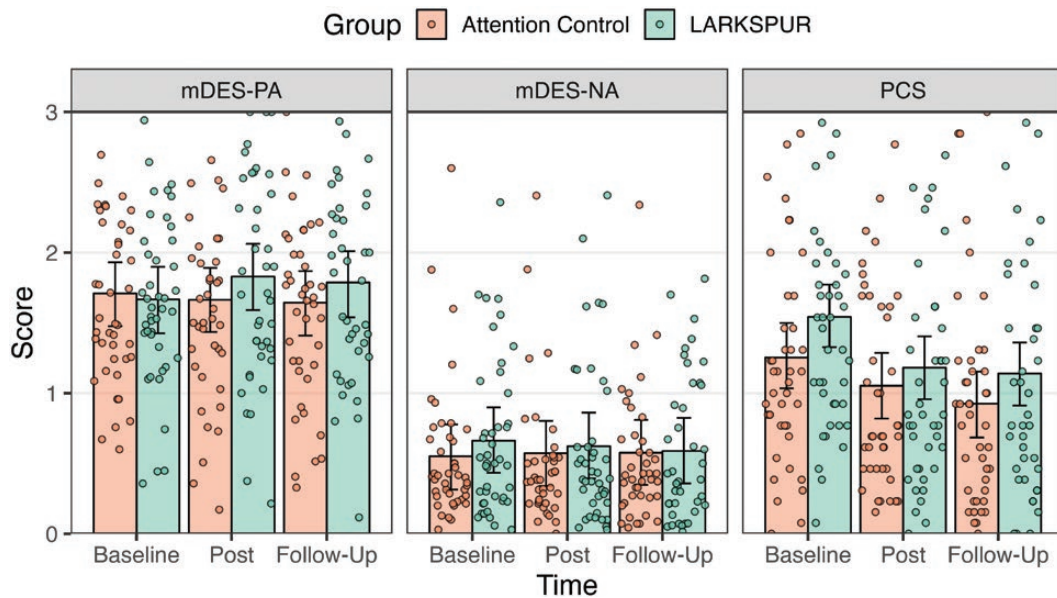 Group Attention Control LARKSPUR
mDES-PA mDES-NA PCS
3
2
1
0
Score
Baseline Post Follow-Up Baseline Post Follow-Up Baseline Post Follow-Up
Time